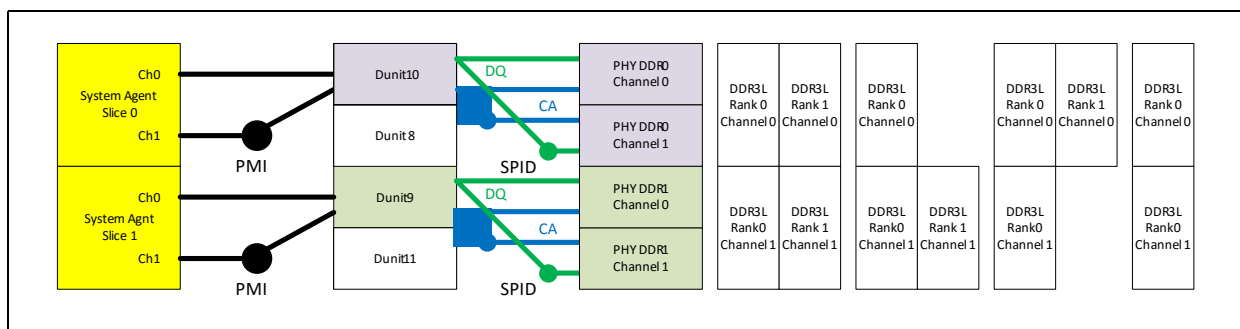 Ch0
System Agent
Slice 0
Ch1
PMI
Ch0
System Agnt
Slice 1
Ch1
PMI
Dunit10
Dunit 8
Dunit9
Dunit11
DQ
CA
SPID
DQ
CA
SPID
PHY DDR0
Channel 0
PHY DDR0
Channel 1
PHY DDR1
Channel 0
PHY DDR1
Channel 1
DDR3L
Rank 0
Channel 0
DDR3L
Rank 1
Channel 0
DDR3L
Rank 0
Channel 0
DDR3L
Rank 0
Channel 0
DDR3L
Rank 1
Channel 0
DDR3L
Rank 0
Channel 0
DDR3L
Rank0
Channel 1
DDR3L
Rank 1
Channel 1
DDR3L
Rank0
Channel 1
DDR3L
Rank 1
Channel 1
DDR3L
Rank0
Channel 1
DDR3L
Rank0
Channel 1